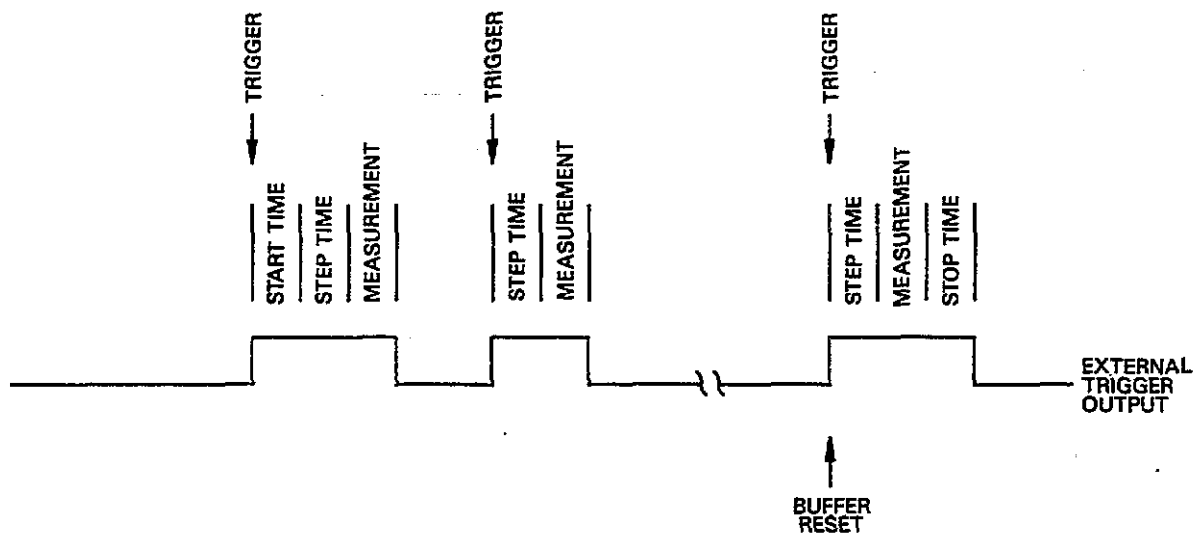 TRIGGER
TRIGGER
TRIGGER
START TIME
STEP TIME
MEASUREMENT
STEP TIME
MEASUREMENT
STEP TIME
MEASUREMENT
STOP TIME
EXTERNAL
TRIGGER
OUTPUT
BUFFER
RESET